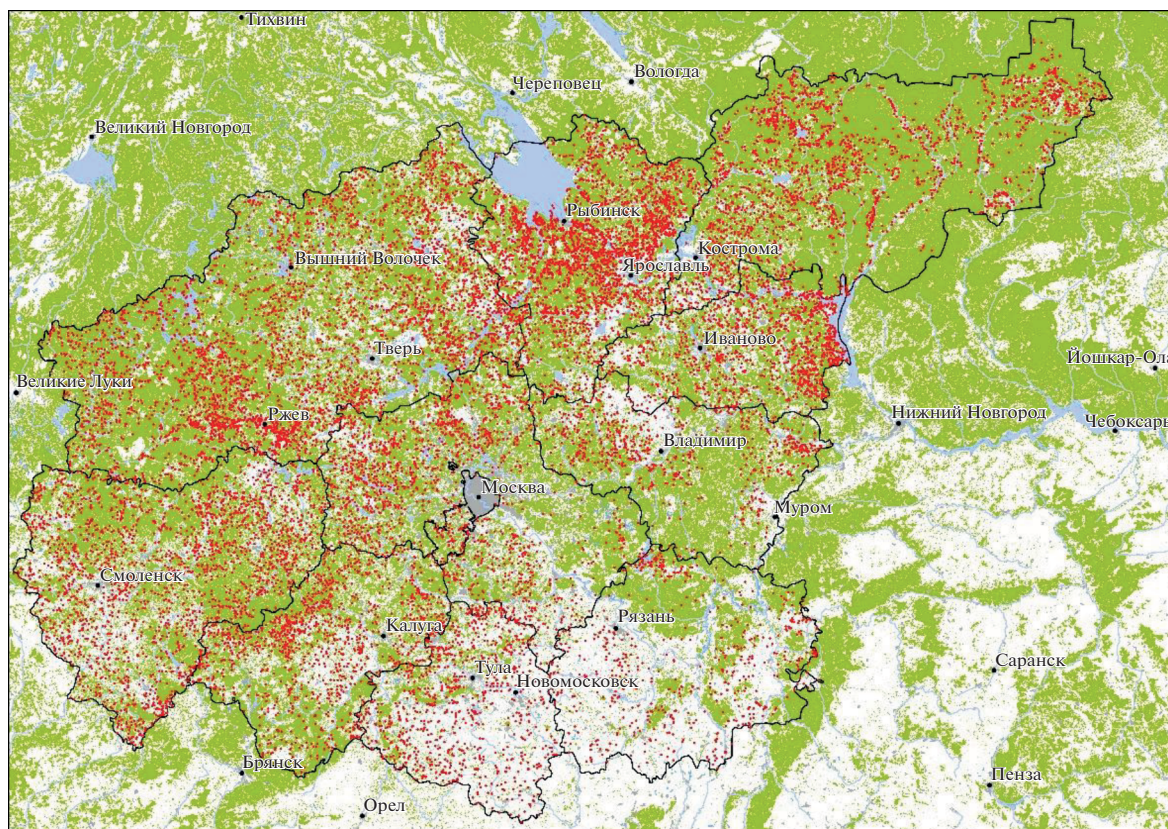 Тихвин
Вологда
Череповец
Великий Новгород
Рыбинск
Кострома
Вышний Волочек
Ярославль
Иваново
Тверь
Йошкар-Ола
Великие Луки
Нижний Новгород
Чебоксары
Ржев
Владимир
Москва
Муром
Смоленск
Рязань
Калуга
Саранск
Тула
Новомосковск
Брянск
Пенза
Орел